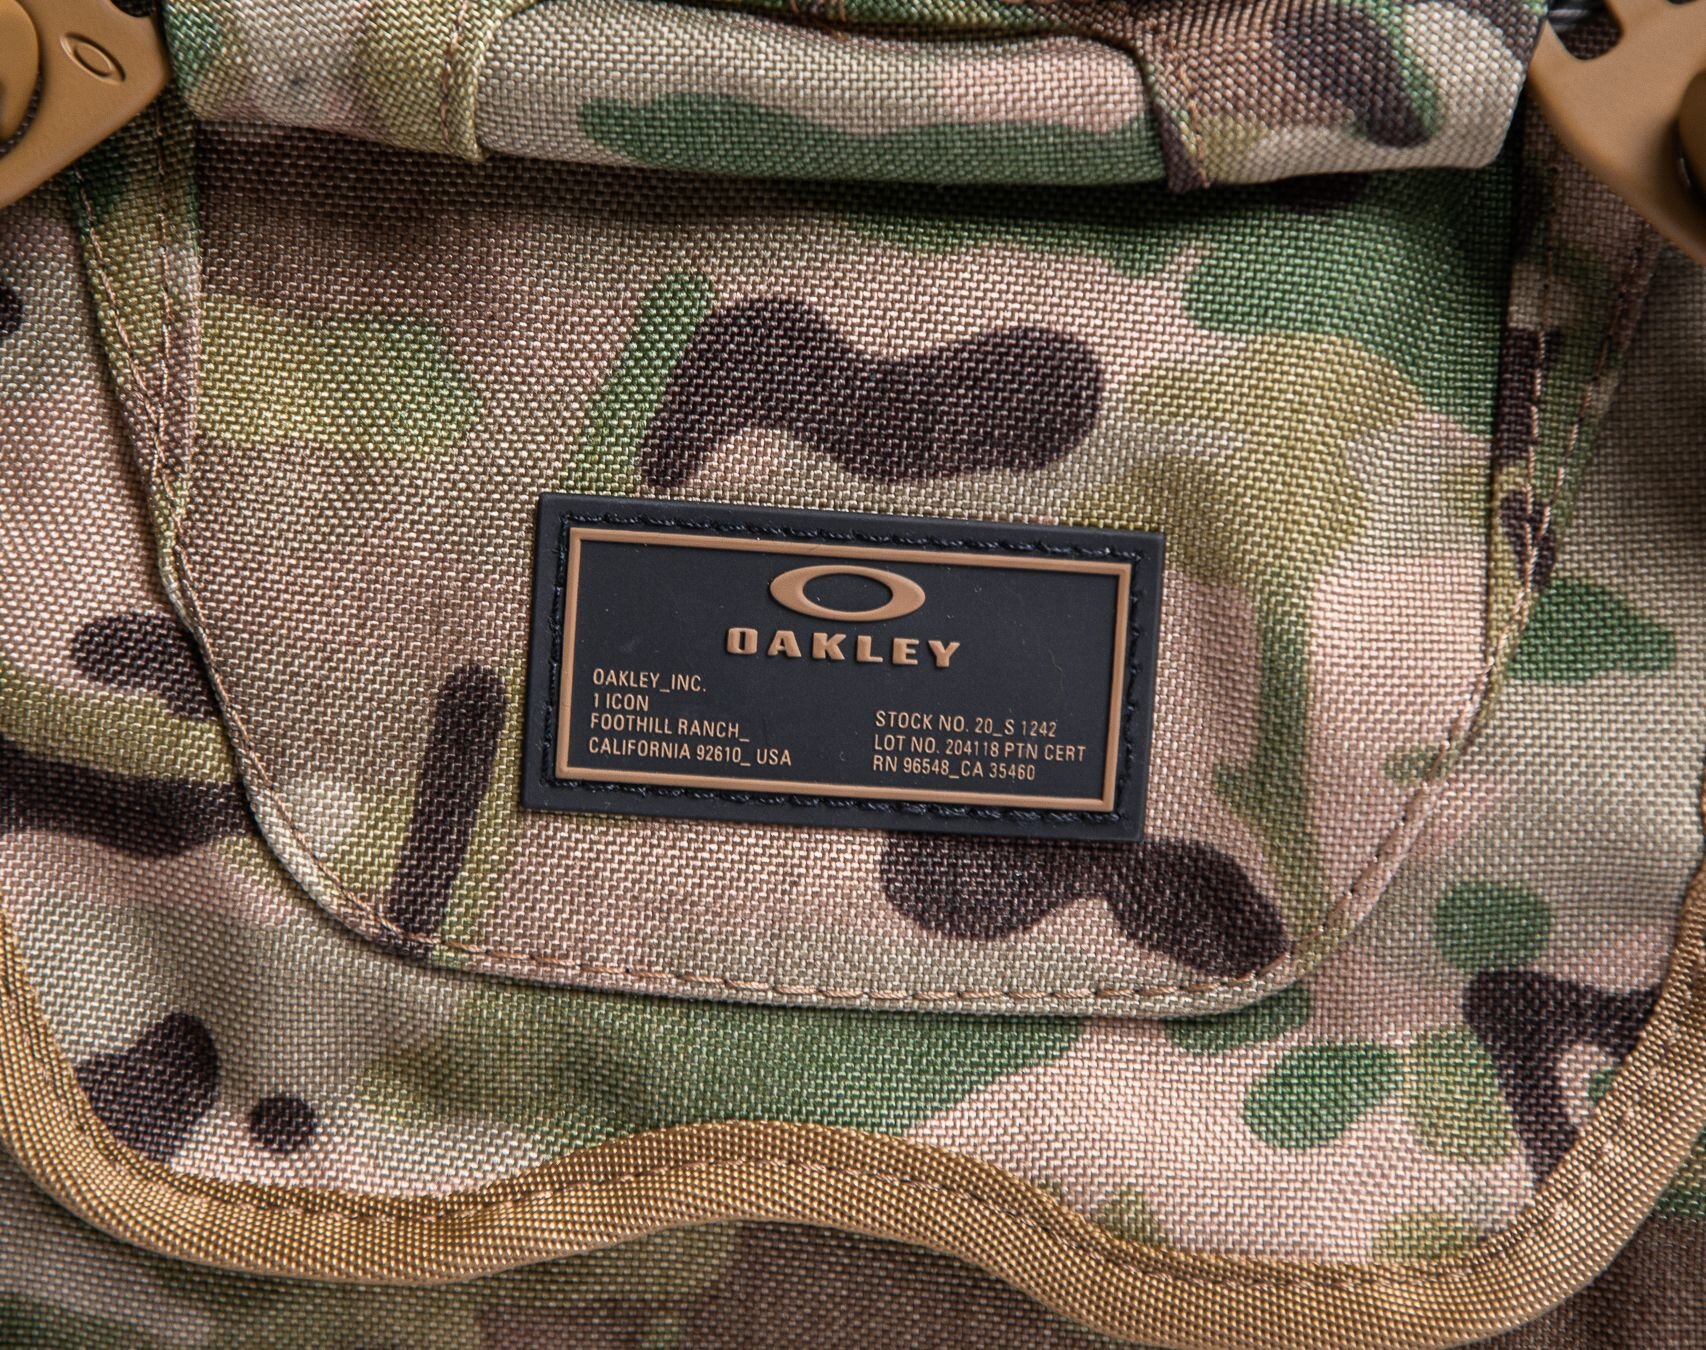 OAKLEY
OAKLEY_INC.
1 ICON
FOOTHILL RANCH_
CALIFORNIA 92610_ USA
STOCK NO. 20_S 1242
LOT NO. 204118 PTN CERT
RN 96548_CA 35460